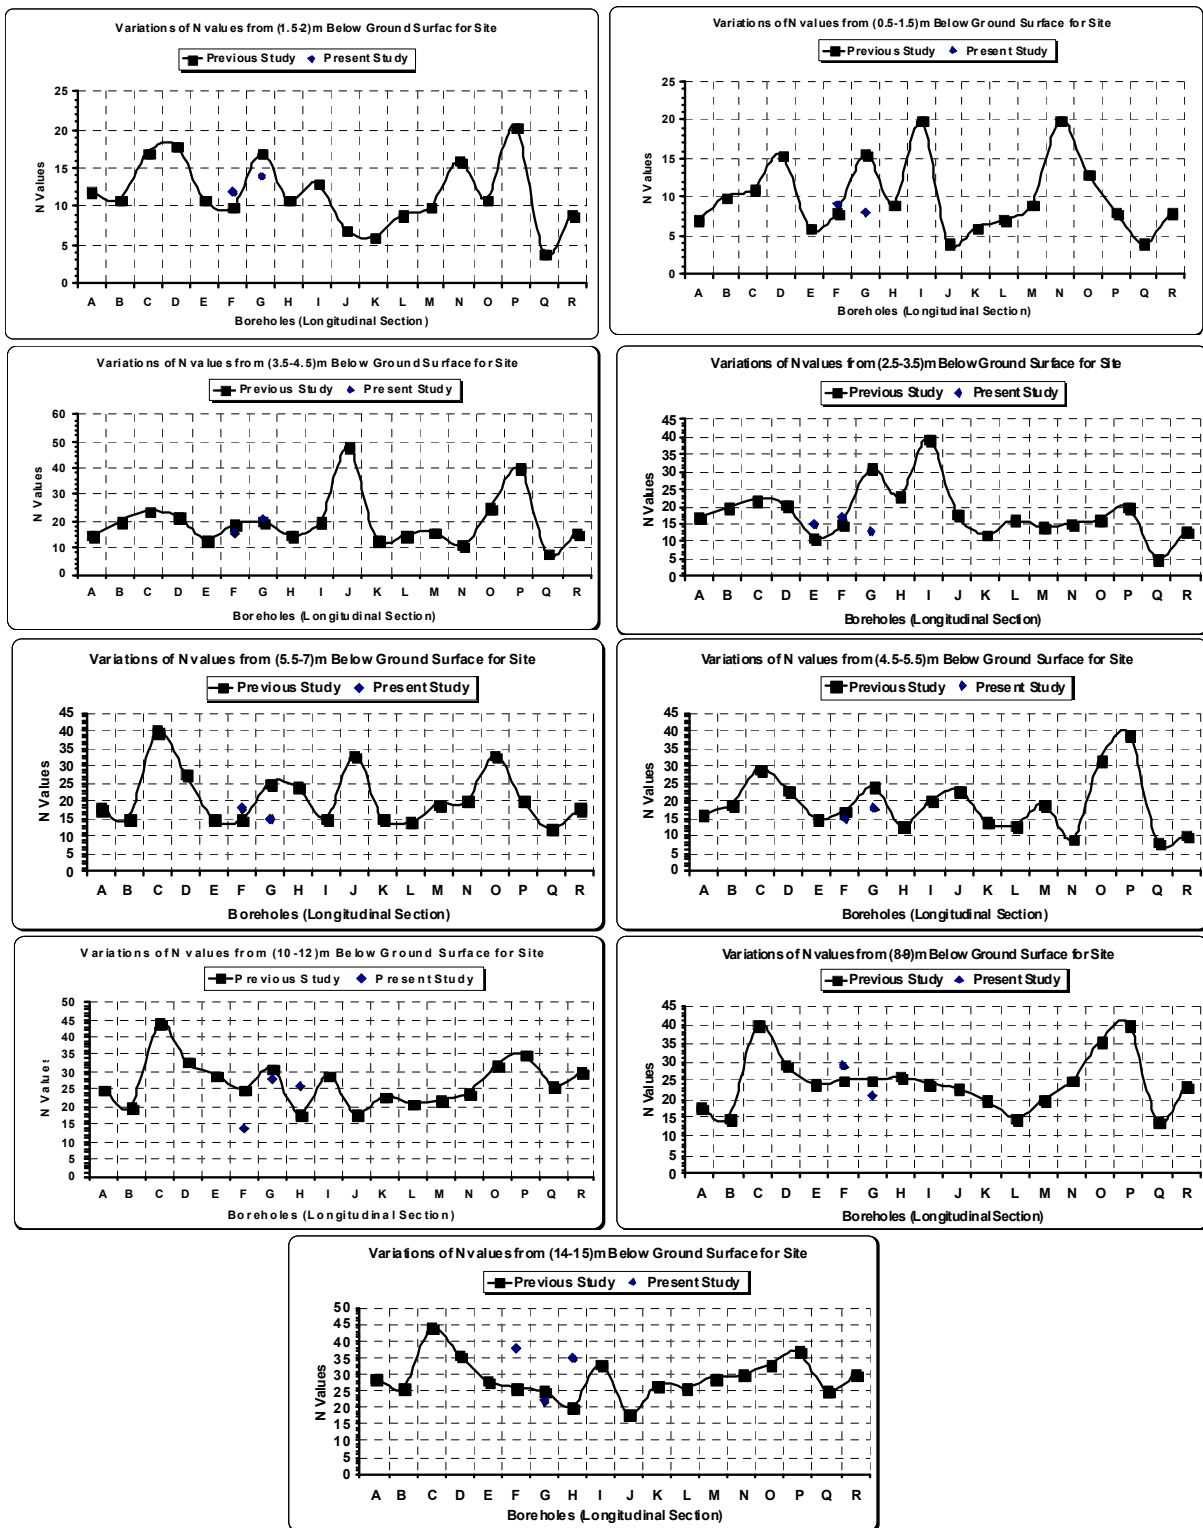 Variations of N values from (1.5-2)m Below Ground Surfac for Site
Previous Study Present Study
25
20
15
10
5
0
N Values
A B C D E F G H I J K L M N O P Q R
Boreholes (Longitudinal Section)
Variations of N values from (0.5-1.5)m Below Ground Surface for Site
Previous Study Present Study
25
20
15
10
5
0
N Values
A B C D E F G H I J K L M N O P Q R
Boreholes (Longitudinal Section)
Variations of N values from (3.5-4.5)m Below Ground Surface for Site
Previous Study Present Study
60
50
40
30
20
10
0
N Values
A B C D E F G H I J K L M N O P Q R
Boreholes (Longitudinal Section)
Variations of N values from (2.5-3.5)m Below Ground Surface for Site
Previous Study Present Study
45
40
35
30
25
20
15
10
5
0
N Values
A B C D E F G H I J K L M N O P Q R
Boreholes (Longitudinal Section)
Variations of N values from (5.5-7)m Below Ground Surface for Site
Previous Study Present Study
45
40
35
30
25
20
15
10
5
0
N Values
A B C D E F G H I J K L M N O P Q R
Boreholes (Longitudinal Section)
Variations of N values from (4.5-5.5)m Below Ground Surface for Site
Previous Study Present Study
45
40
35
30
25
20
15
10
5
0
N Values
A B C D E F G H I J K L M N O P Q R
Boreholes (Longitudinal Section)
Variations of N values from (10-12)m Below Ground Surface for Site
Previous Study Present Study
50
45
40
35
30
25
20
15
10
5
0
N Values
A B C D E F G H I J K L M N O P Q R
Boreholes (Longitudinal Section)
Variations of N values from (8-9)m Below Ground Surface for Site
Previous Study Present Study
45
40
35
30
25
20
15
10
5
0
N Values
A B C D E F G H I J K L M N O P Q R
Boreholes (Longitudinal Section)
Variations of N values from (14-15)m Below Ground Surface for Site
Previous Study Present Study
50
45
40
35
30
25
20
15
10
5
0
N Values
A B C D E F G H I J K L M N O P Q R
Boreholes (Longitudinal Section)